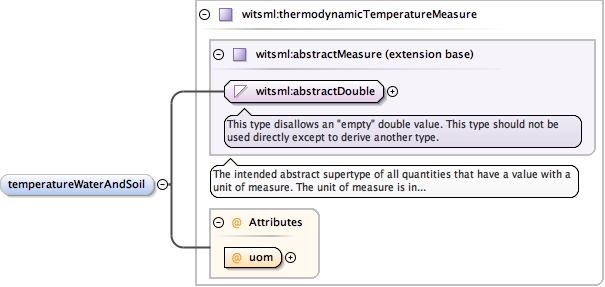 witsml:thermodynamicTemperatureMeasure
witsml:abstractMeasure (extension base)
witsml:abstractDouble
This type disallows an "empty" double value. This type should not be
used directly except to derive another type.
The intended abstract supertype of all quantities that have a value with a
unit of measure. The unit of measure is in...
temperatureWaterAndSoil
@ Attributes
@ uom